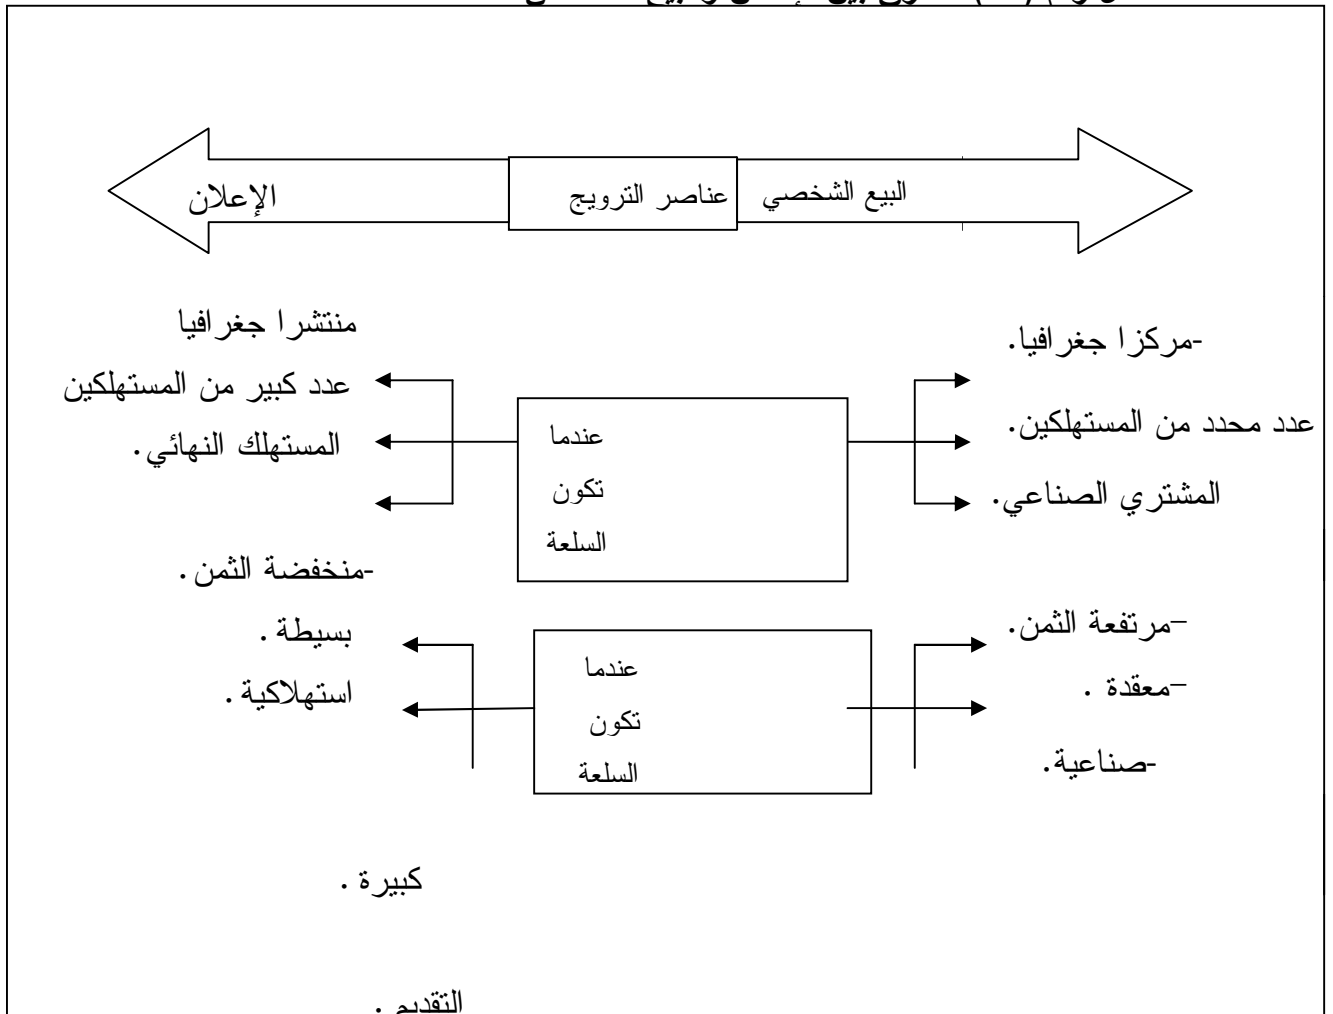 البيع الشخصي
عناصر الترويج
الإعلان
-مركزا جغرافيا.
عدد محدد من المستهلكين.
المشتري الصناعي.
عندما
تكون
السلعة
منتشرا جغرافيا
عدد كبير من المستهلكين
المستهلك النهائي.
–مرتفعة الثمن.
–معقدة .
-صناعية.
عندما
تكون
السلعة
-منخفضة الثمن.
بسيطة .
استهلاكية .
كبيرة .
التقديم .